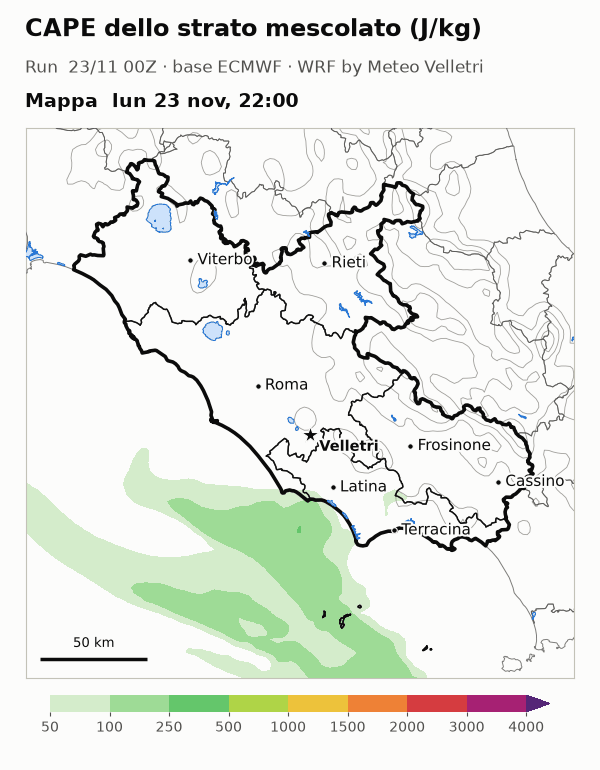 CAPE dello strato mescolato (J/kg)
Run  23/11 00Z · base ECMWF · WRF by Meteo Velletri
Mappa  lun 23 nov, 22:00
Viterbo
Rieti
Roma
Velletri
Frosinone
Cassino
Latina
Terracina
50 km
50 100 250 500 1000 1500 2000 3000 4000